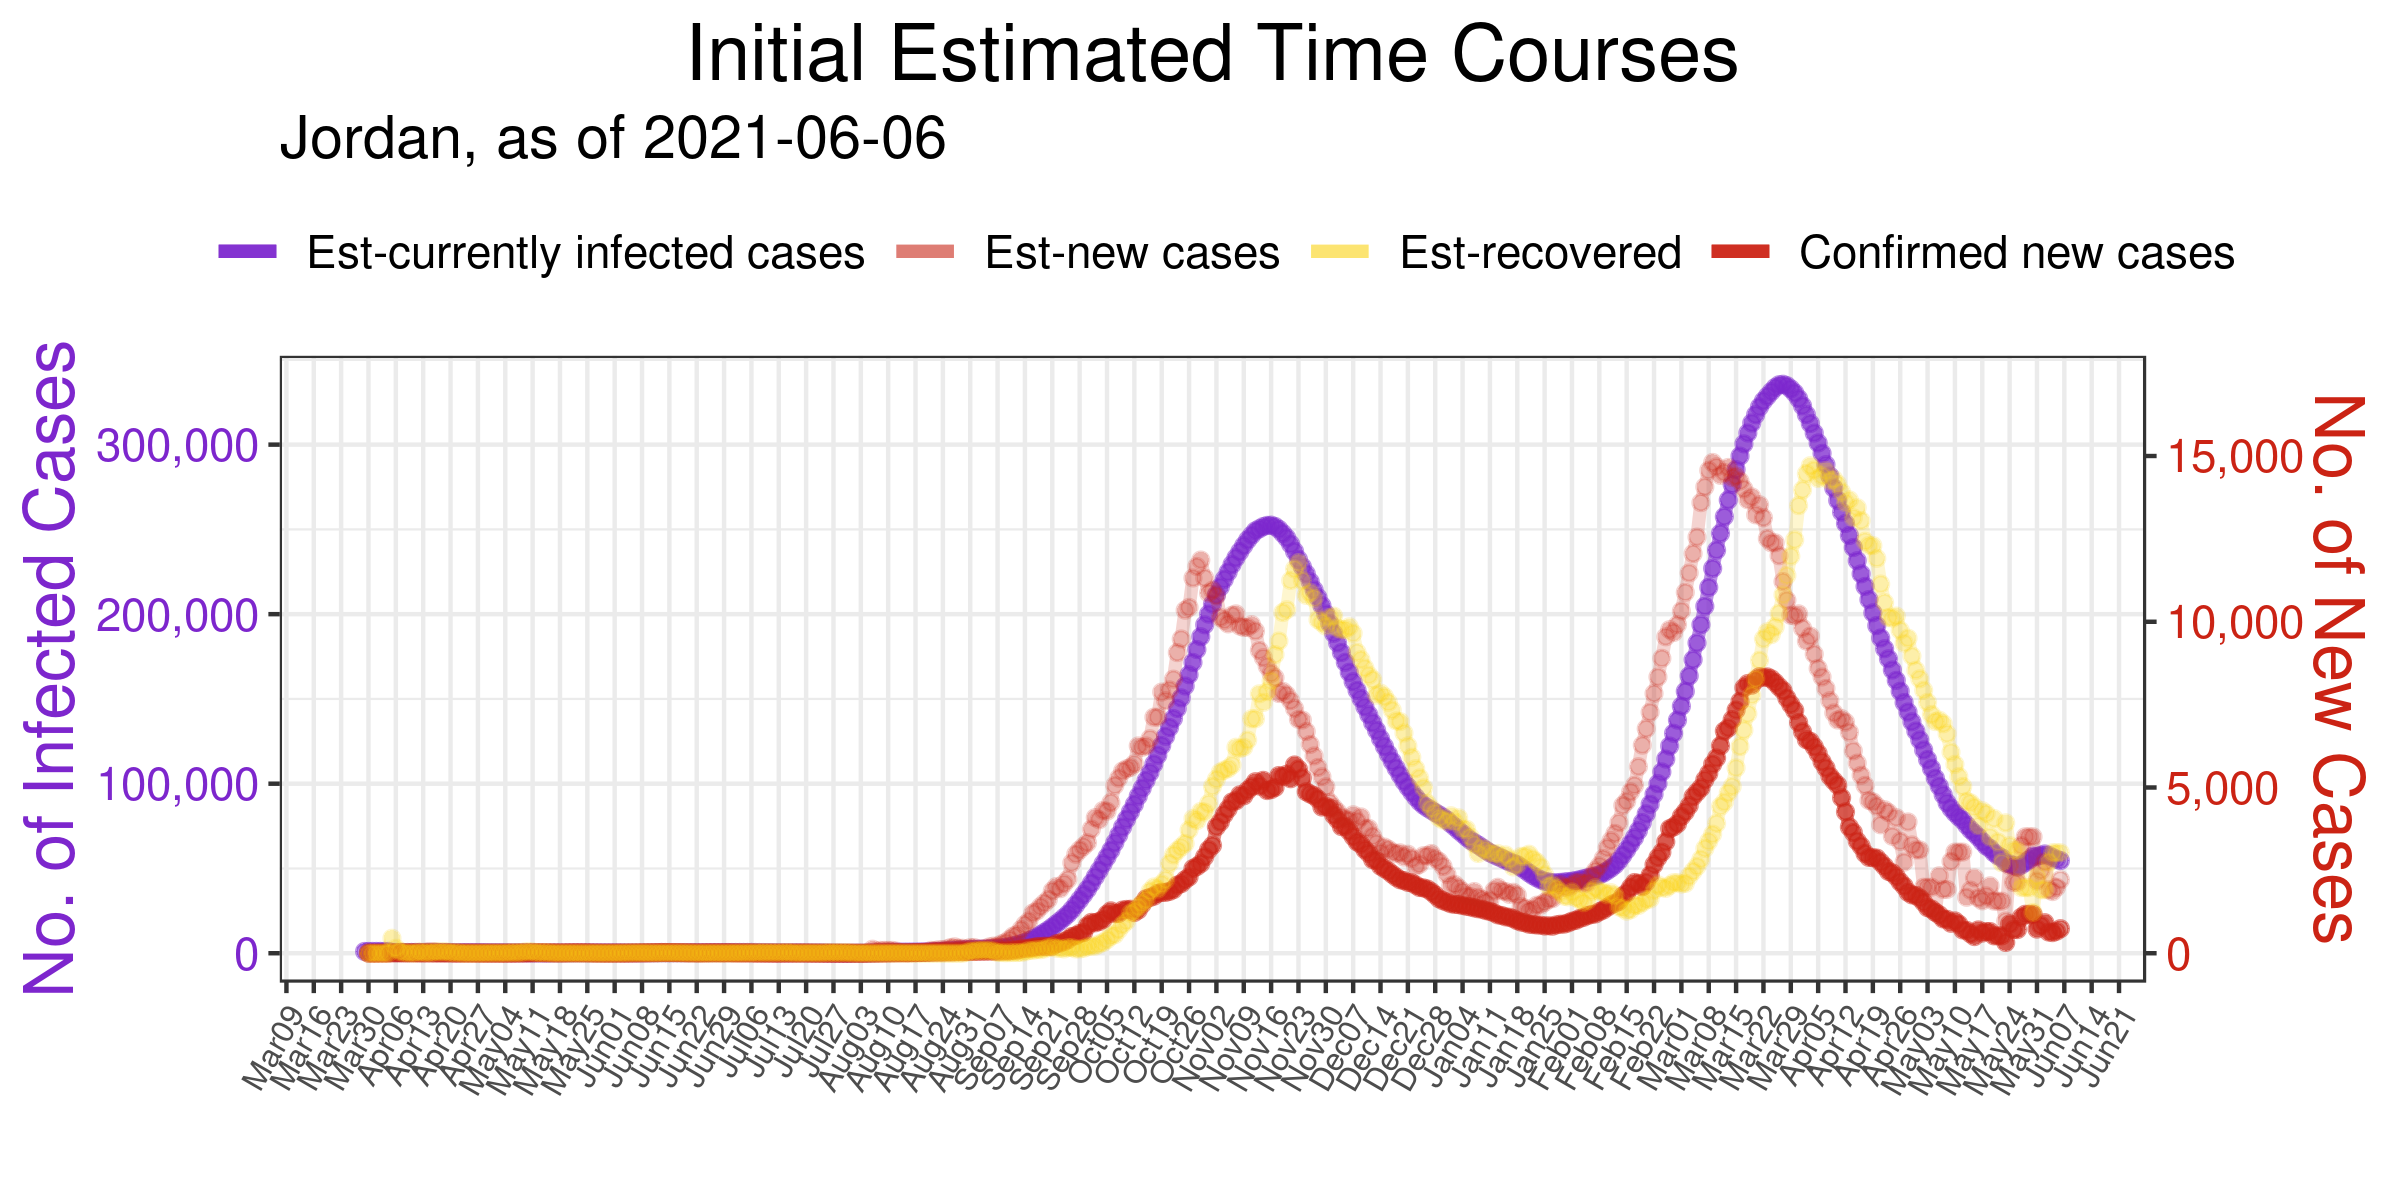 Initial Estimated Time Courses
Jordan, as of 2021-06-06
Est-currently infected cases
Est-new cases
Est-recovered
Confirmed new cases
No. of Infected Cases
300,000
200,000
100,000
0
15,000
10,000
5,000
0
No. of New Cases
Mar09
Mar16
Mar23
Mar30
Apr06
Apr13
Apr20
Apr27
May04
May11
May18
May25
Jun01
Jun08
Jun15
Jun22
Jun29
Jul06
Jul13
Jul20
Jul27
Aug03
Aug10
Aug17
Aug24
Aug31
Sep07
Sep14
Sep21
Sep28
Oct05
Oct12
Oct19
Oct26
Nov02
Nov09
Nov16
Nov23
Nov30
Dec07
Dec14
Dec21
Dec28
Jan04
Jan11
Jan18
Jan25
Feb01
Feb08
Feb15
Feb22
Mar01
Mar08
Mar15
Mar22
Mar29
Apr05
Apr12
Apr19
Apr26
May03
May10
May17
May24
May31
Jun07
Jun14
Jun21